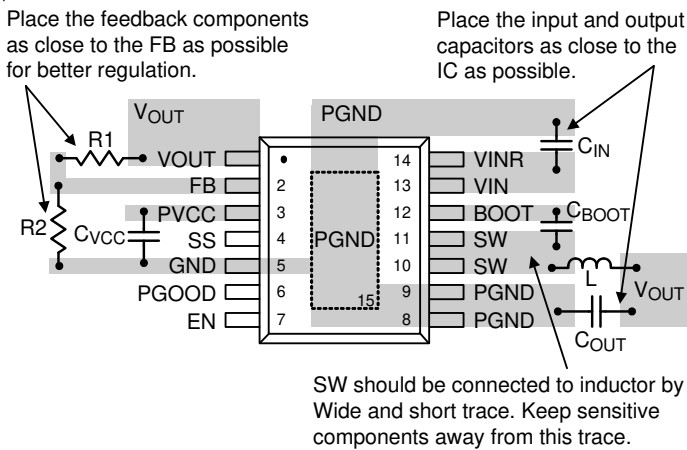 Place the feedback components
as close to the FB as possible
for better regulation.
Place the input and output
capacitors as close to the
IC as possible.
VOUT
PGND
R1
CIN
VOUT
14
VINR
FB
2
13
VIN
R2
CVCC
PVCC
3
12
BOOT
CBOOT
SS
4
PGND
11
SW
GND
5
10
SW
L
VOUT
PGOOD
6
15
9
PGND
EN
7
8
PGND
COUT
SW should be connected to inductor by
Wide and short trace. Keep sensitive
components away from this trace.